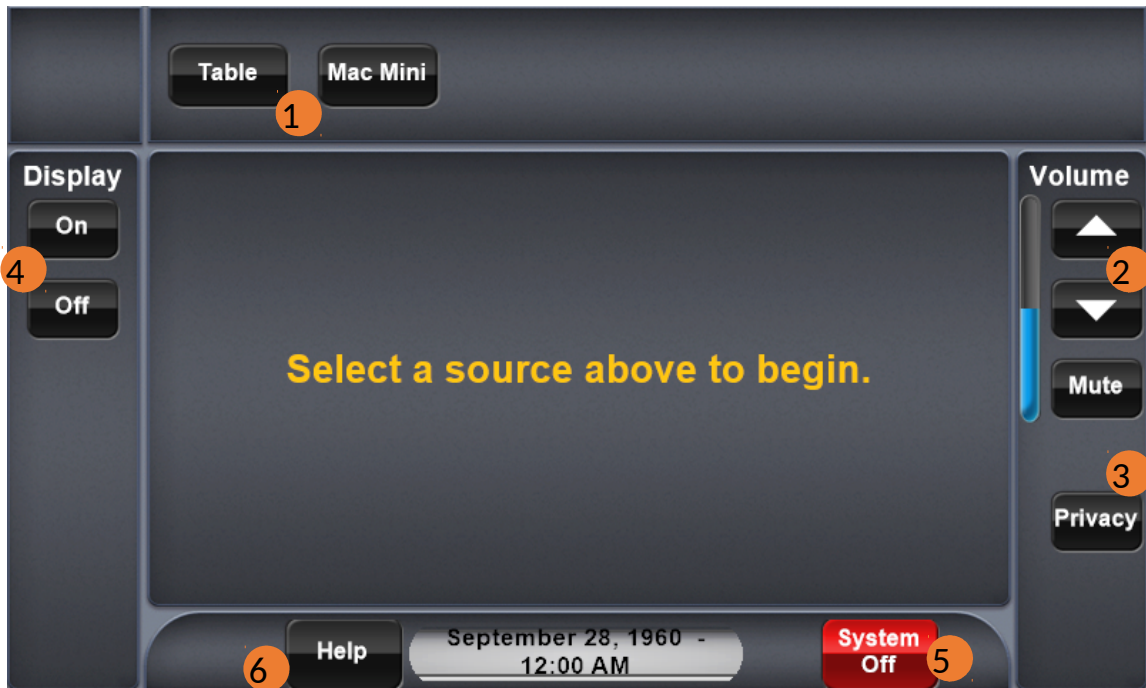 Table
Mac Mini
1
Display
On
4
Off
Volume
2
Mute
3
Privacy
Select a source above to begin.
6
Help
September 28, 1960 -
12:00 AM
System
Off
5